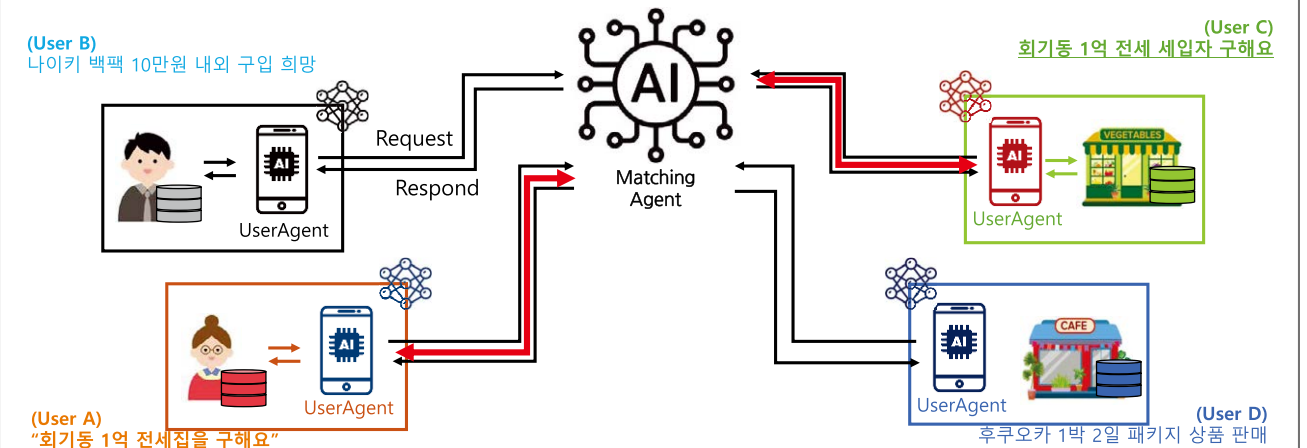 (User B)
나이키 백팩 10만원 내외 구입 희망
(User C)
회기동 1억 전세 세입자 구해요
AI
Matching
Agent
Request
Respond
AI
UserAgent
VEGETABLES
AI
UserAgent
AI
UserAgent
CAFE
AI
UserAgent
(User A)
“회기동 1억 전세집을 구해요”
(User D)
후쿠오카 1박 2일 패키지 상품 판매